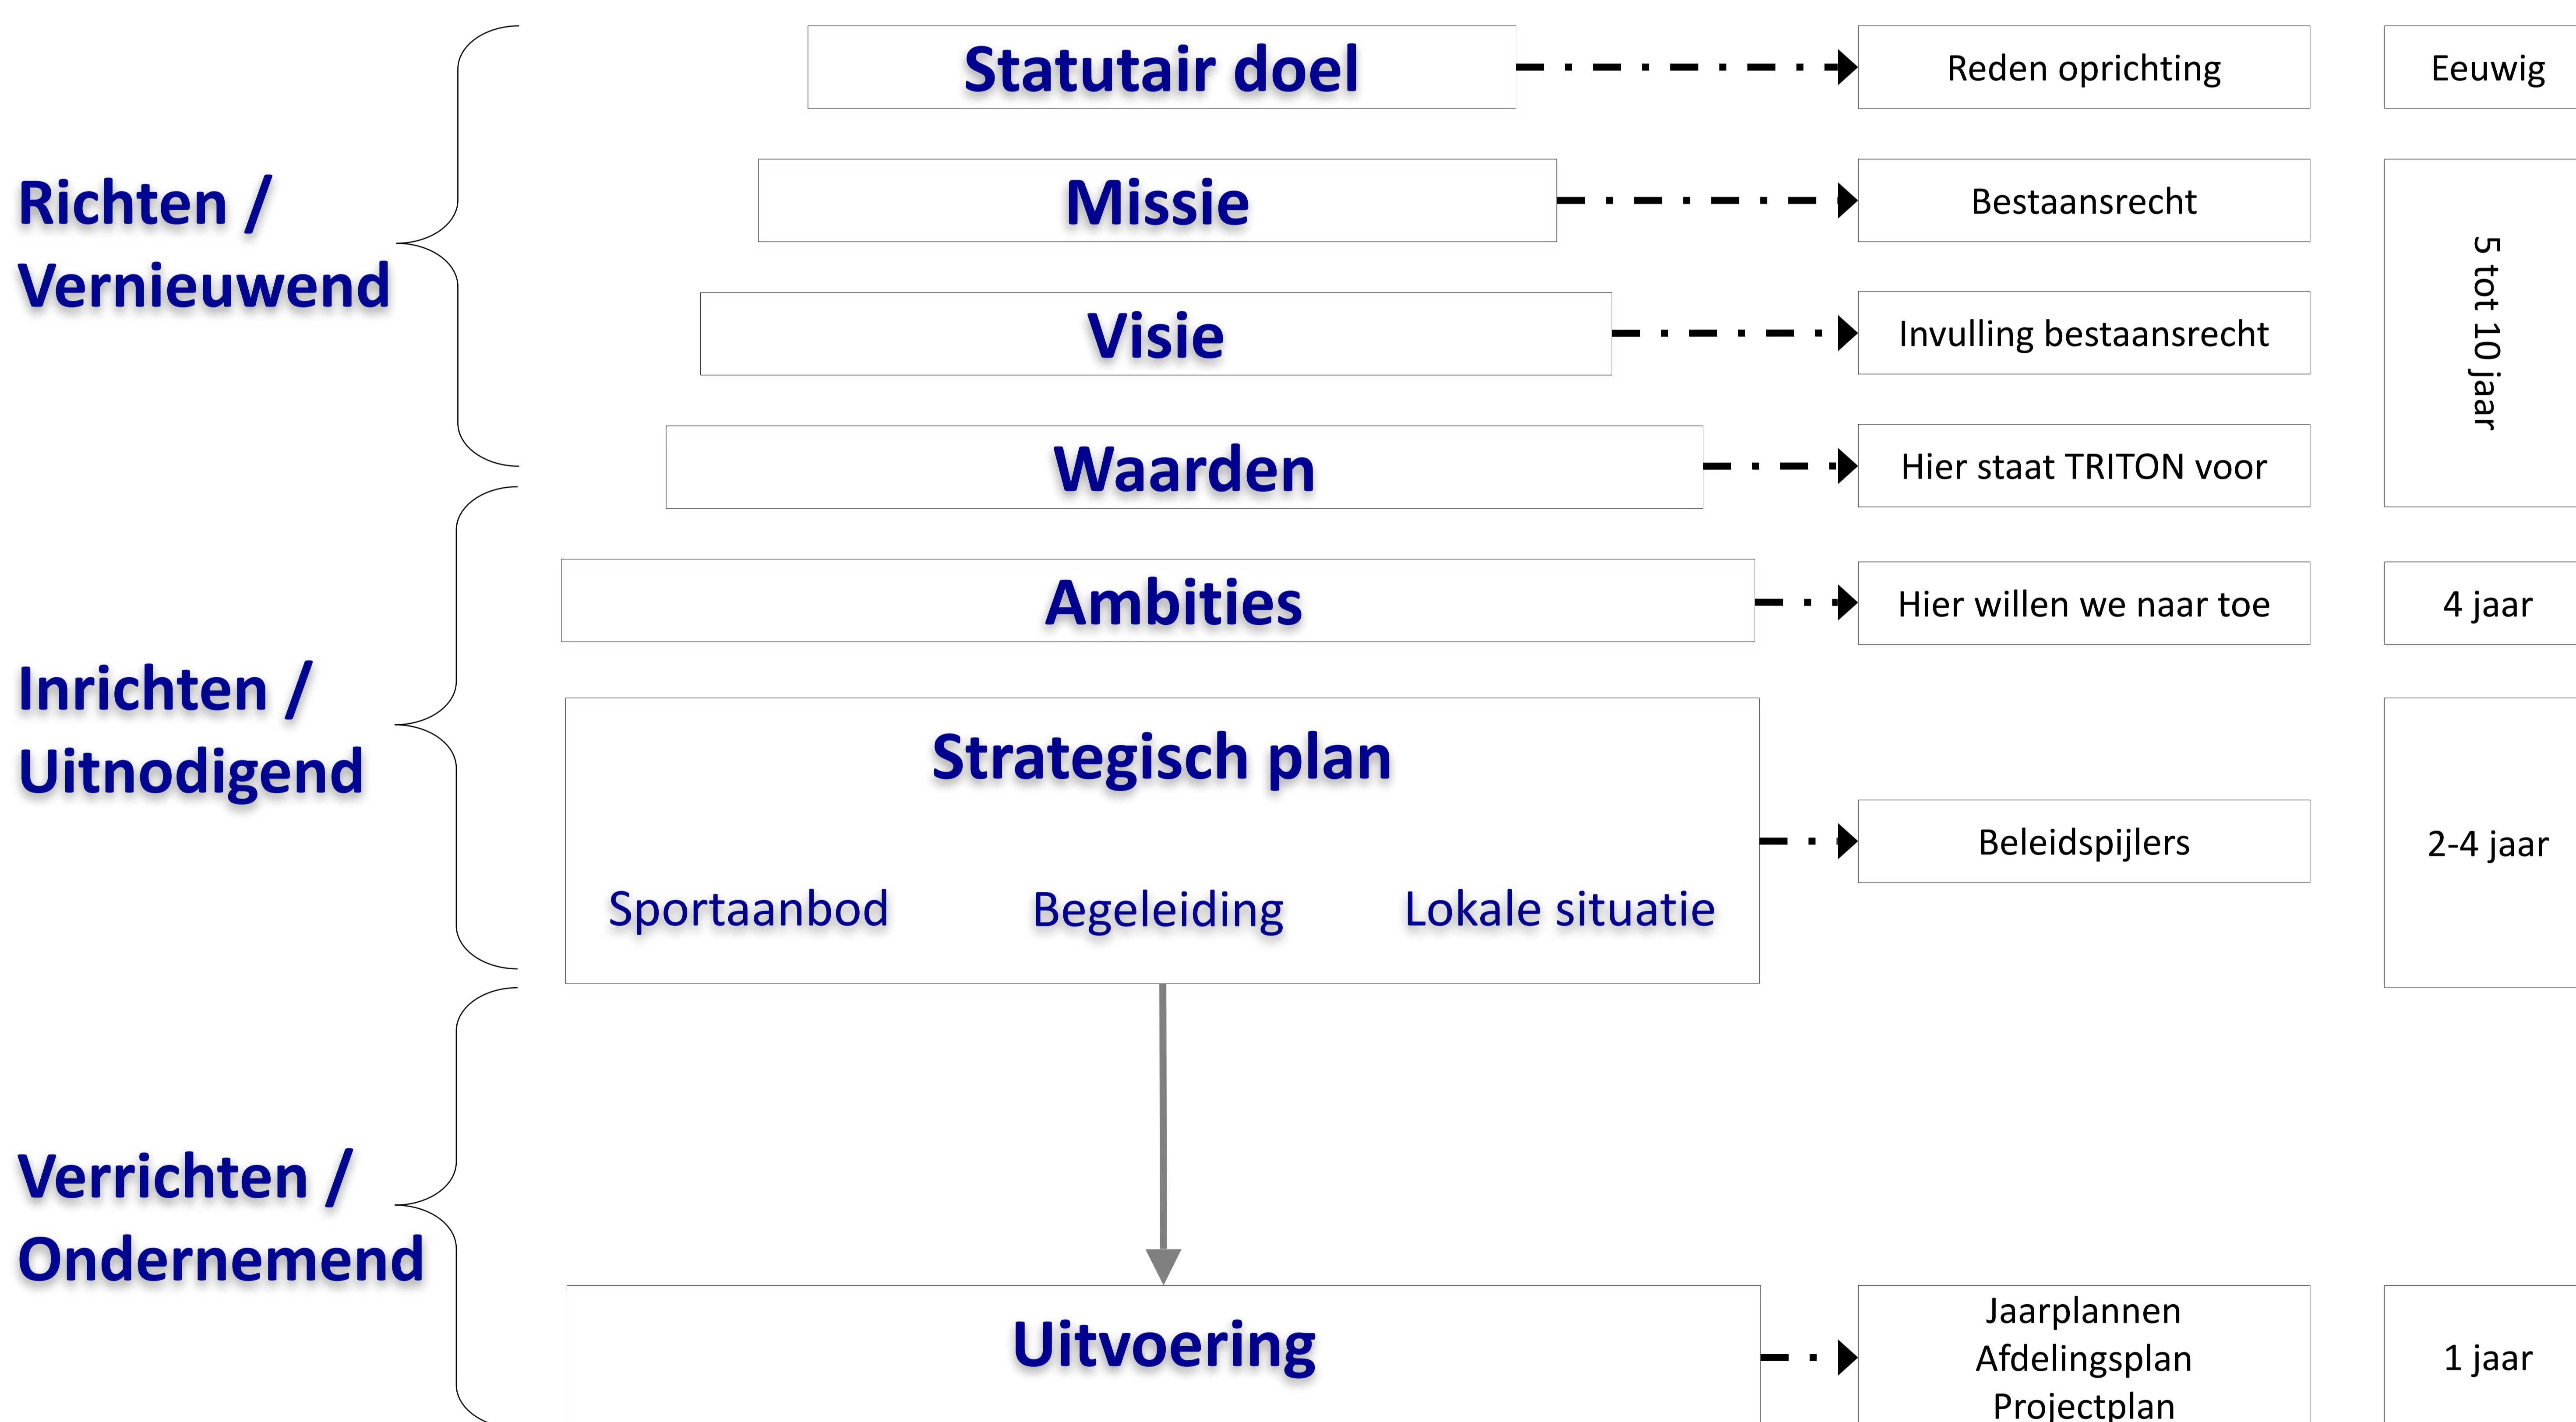 Statutair doel
Reden oprichting
Eeuwig
Richten /
Vernieuwend
Missie
Bestaansrecht
5 tot 10 jaar
Visie
Invulling bestaansrecht
Waarden
Hier staat TRITON voor
Inrichten /
Uitnodigend
Ambities
Hier willen we naar toe
4 jaar
Strategisch plan
Sportaanbod
Begeleiding
Lokale situatie
Beleidspijlers
2-4 jaar
Verrichten /
Ondernemend
Uitvoering
Jaarplannen
Afdelingsplan
Projectplan
1 jaar